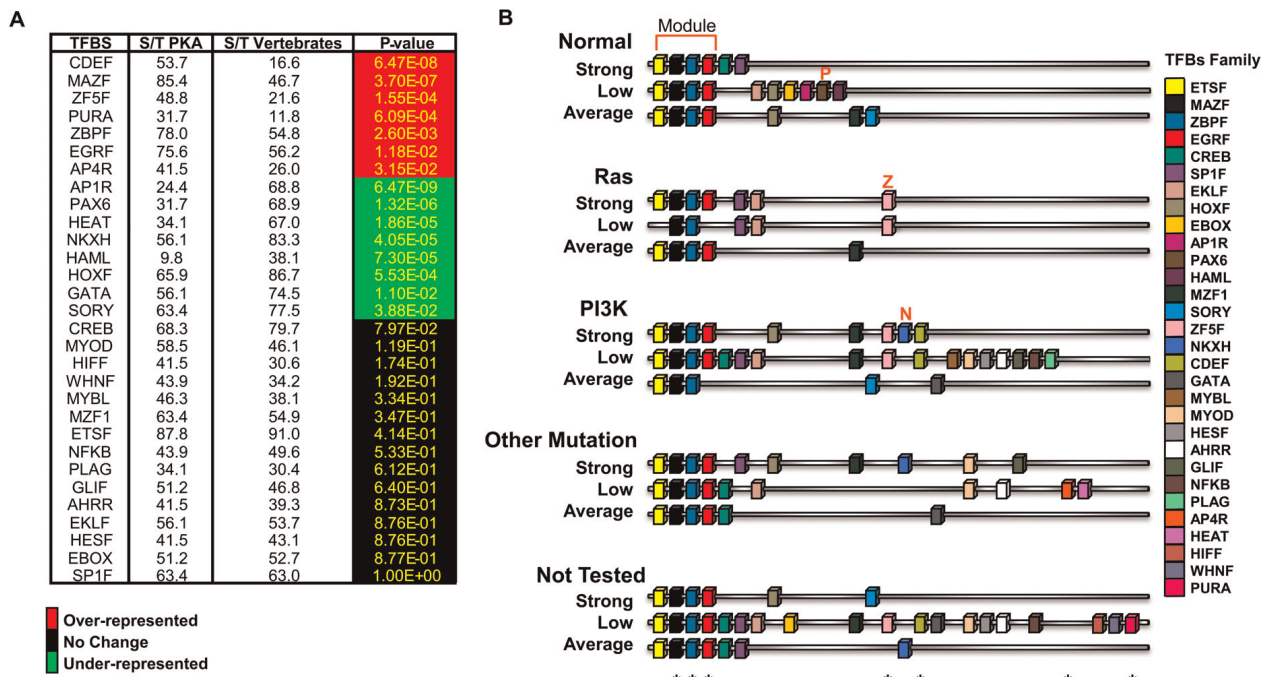 A
TFBS S/T PKA S/T Vertebrates P-value
CDEF 53.7 16.6 6.47E-08
MAZF 85.4 46.7 3.70E-07
ZF5F 48.8 21.6 1.55E-04
PURA 31.7 11.8 6.09E-04
ZBPF 78.0 54.8 2.60E-03
EGRF 75.6 56.2 1.18E-02
AP4R 41.5 26.0 3.15E-02
AP1R 24.4 68.8 6.47E-09
PAX6 31.7 68.9 1.32E-06
HEAT 34.1 67.0 1.86E-05
NKXH 56.1 83.3 4.05E-05
HAML 9.8 38.1 7.30E-05
HOXF 65.9 86.7 5.53E-04
GATA 56.1 74.5 1.10E-02
SORY 63.4 77.5 3.88E-02
CREB 68.3 79.7 7.97E-02
MYOD 58.5 46.1 1.19E-01
HIFF 41.5 30.6 1.74E-01
WHNF 43.9 34.2 1.92E-01
MYBL 46.3 38.1 3.34E-01
MZF1 63.4 54.9 3.47E-01
ETSF 87.8 91.0 4.14E-01
NFKB 43.9 49.6 5.33E-01
PLAG 34.1 30.4 6.12E-01
GLIF 51.2 46.8 6.40E-01
AHRR 41.5 39.3 8.73E-01
EKLF 56.1 53.7 8.76E-01
HESF 41.5 43.1 8.76E-01
EBOX 51.2 52.7 8.77E-01
SP1F 63.4 63.0 1.00E+00
Over-represented
No Change
Under-represented
B
Module
Normal
Strong
P
Low
Average
Ras
Z
Strong
Low
Average
PI3K
N
Strong
Low
Average
Other Mutation
Strong
Low
Average
Not Tested
Strong
Low
Average
* * * * * * *
TFBs Family
ETSF
MAZF
ZBPF
EGRF
CREB
SP1F
EKLF
HOXF
EBOX
AP1R
PAX6
HAML
MZF1
SORY
ZF5F
NKXH
CDEF
GATA
MYBL
MYOD
HESF
AHRR
GLIF
NFKB
PLAG
AP4R
HEAT
HIFF
WHNF
PURA